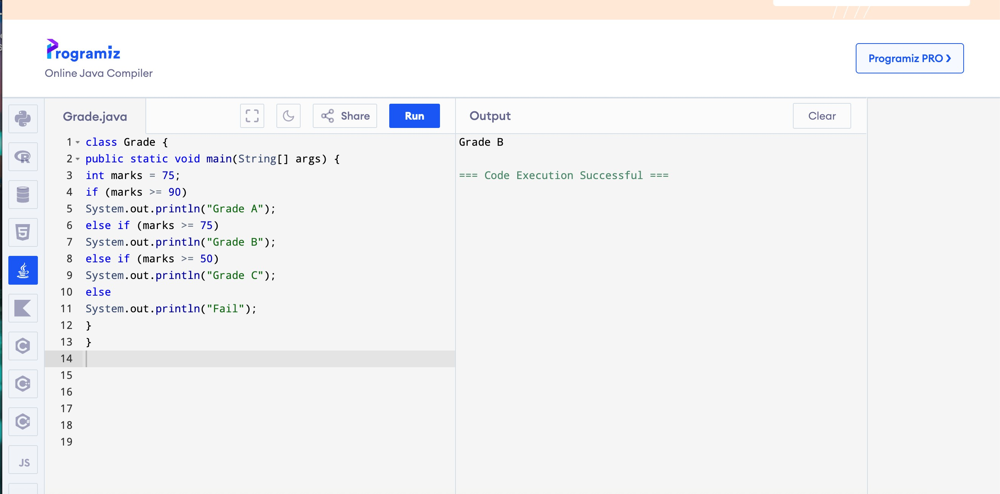 Programiz
Online Java Compiler
Programiz PRO ❯
Grade.java
Share
Run
Output
Clear
1 class Grade {
2 public static void main(String[] args) {
3 int marks = 75;
4 if (marks >= 90)
5 System.out.println("Grade A");
6 else if (marks >= 75)
7 System.out.println("Grade B");
8 else if (marks >= 50)
9 System.out.println("Grade C");
10 else
11 System.out.println("Fail");
12 }
13 }
14
15
16
17
18
19
Grade B
=== Code Execution Successful ===
R
5
C
C++
C#
JS